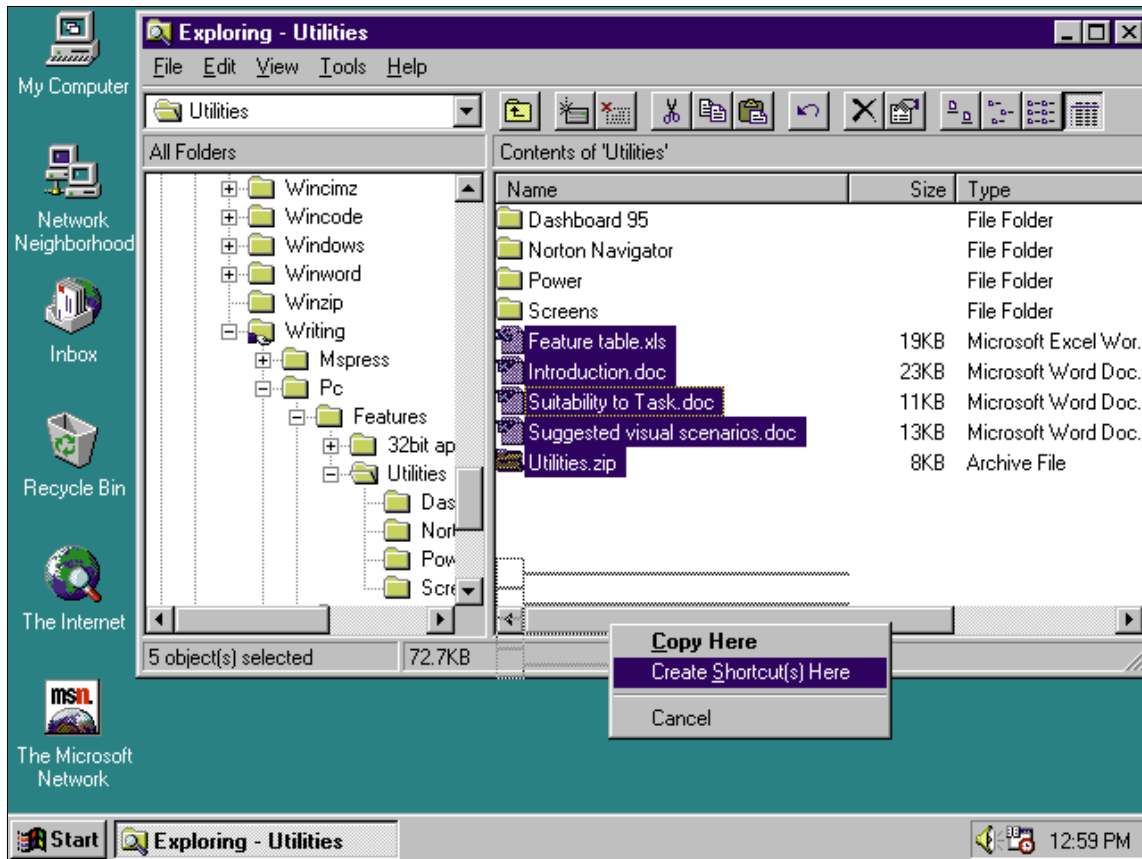 My Computer
Network
Neighborhood
Inbox
Recycle Bin
The Internet
msn.
The Microsoft
Network
Exploring - Utilities
File Edit View Tools Help
Utilities
All Folders
Contents of 'Utilities'
Wincimz
Wincode
Windows
Winword
Winzip
Writing
Mspress
Pc
Features
32bit ap
Utilities
Das
Nort
Pow
Scre
Name Size Type
Dashboard 95 File Folder
Norton Navigator File Folder
Power File Folder
Screens File Folder
Feature table.xls 19KB Microsoft Excel Wor.
Introduction.doc 23KB Microsoft Word Doc.
Suitability to Task.doc 11KB Microsoft Word Doc.
Suggested visual scenarios.doc 13KB Microsoft Word Doc.
Utilities.zip 8KB Archive File
5 object(s) selected 72.7KB
Copy Here
Create Shortcut(s) Here
Cancel
Start Exploring - Utilities 12:59 PM